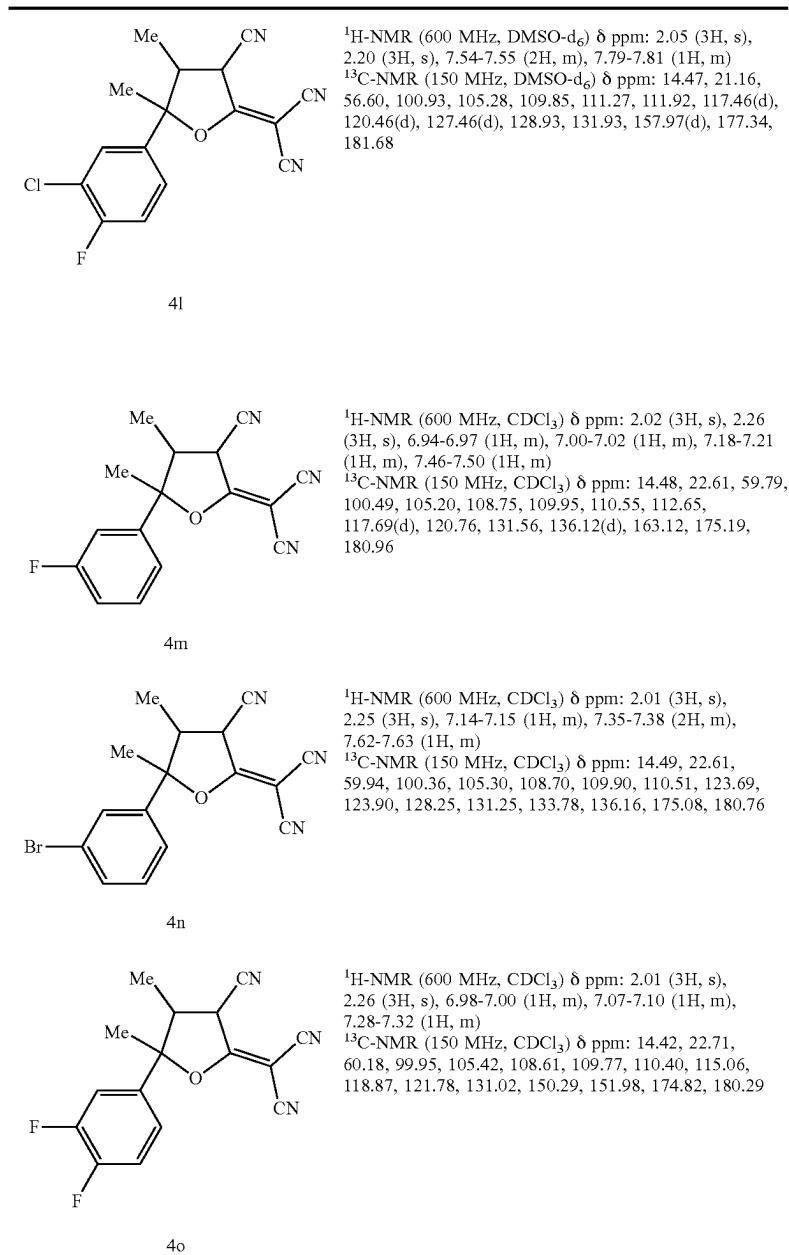 Me
CN
Me
CN
O
CN
Cl
F
4l
¹H-NMR (600 MHz, DMSO-d₆) δ ppm: 2.05 (3H, s),
2.20 (3H, s), 7.54-7.55 (2H, m), 7.79-7.81 (1H, m)
¹³C-NMR (150 MHz, DMSO-d₆) δ ppm: 14.47, 21.16,
56.60, 100.93, 105.28, 109.85, 111.27, 111.92, 117.46(d),
120.46(d), 127.46(d), 128.93, 131.93, 157.97(d), 177.34,
181.68
Me
CN
Me
CN
O
CN
F
4m
¹H-NMR (600 MHz, CDCl₃) δ ppm: 2.02 (3H, s), 2.26
(3H, s), 6.94-6.97 (1H, m), 7.00-7.02 (1H, m), 7.18-7.21
(1H, m), 7.46-7.50 (1H, m)
¹³C-NMR (150 MHz, CDCl₃) δ ppm: 14.48, 22.61, 59.79,
100.49, 105.20, 108.75, 109.95, 110.55, 112.65,
117.69(d), 120.76, 131.56, 136.12(d), 163.12, 175.19,
180.96
Me
CN
Me
CN
O
CN
Br
4n
¹H-NMR (600 MHz, CDCl₃) δ ppm: 2.01 (3H, s),
2.25 (3H, s), 7.14-7.15 (1H, m), 7.35-7.38 (2H, m),
7.62-7.63 (1H, m)
¹³C-NMR (150 MHz, CDCl₃) δ ppm: 14.49, 22.61,
59.94, 100.36, 105.30, 108.70, 109.90, 110.51, 123.69,
123.90, 128.25, 131.25, 133.78, 136.16, 175.08, 180.76
Me
CN
Me
CN
O
CN
F
F
4o
¹H-NMR (600 MHz, CDCl₃) δ ppm: 2.01 (3H, s),
2.26 (3H, s), 6.98-7.00 (1H, m), 7.07-7.10 (1H, m),
7.28-7.32 (1H, m)
¹³C-NMR (150 MHz, CDCl₃) δ ppm: 14.42, 22.71,
60.18, 99.95, 105.42, 108.61, 109.77, 110.40, 115.06,
118.87, 121.78, 131.02, 150.29, 151.98, 174.82, 180.29